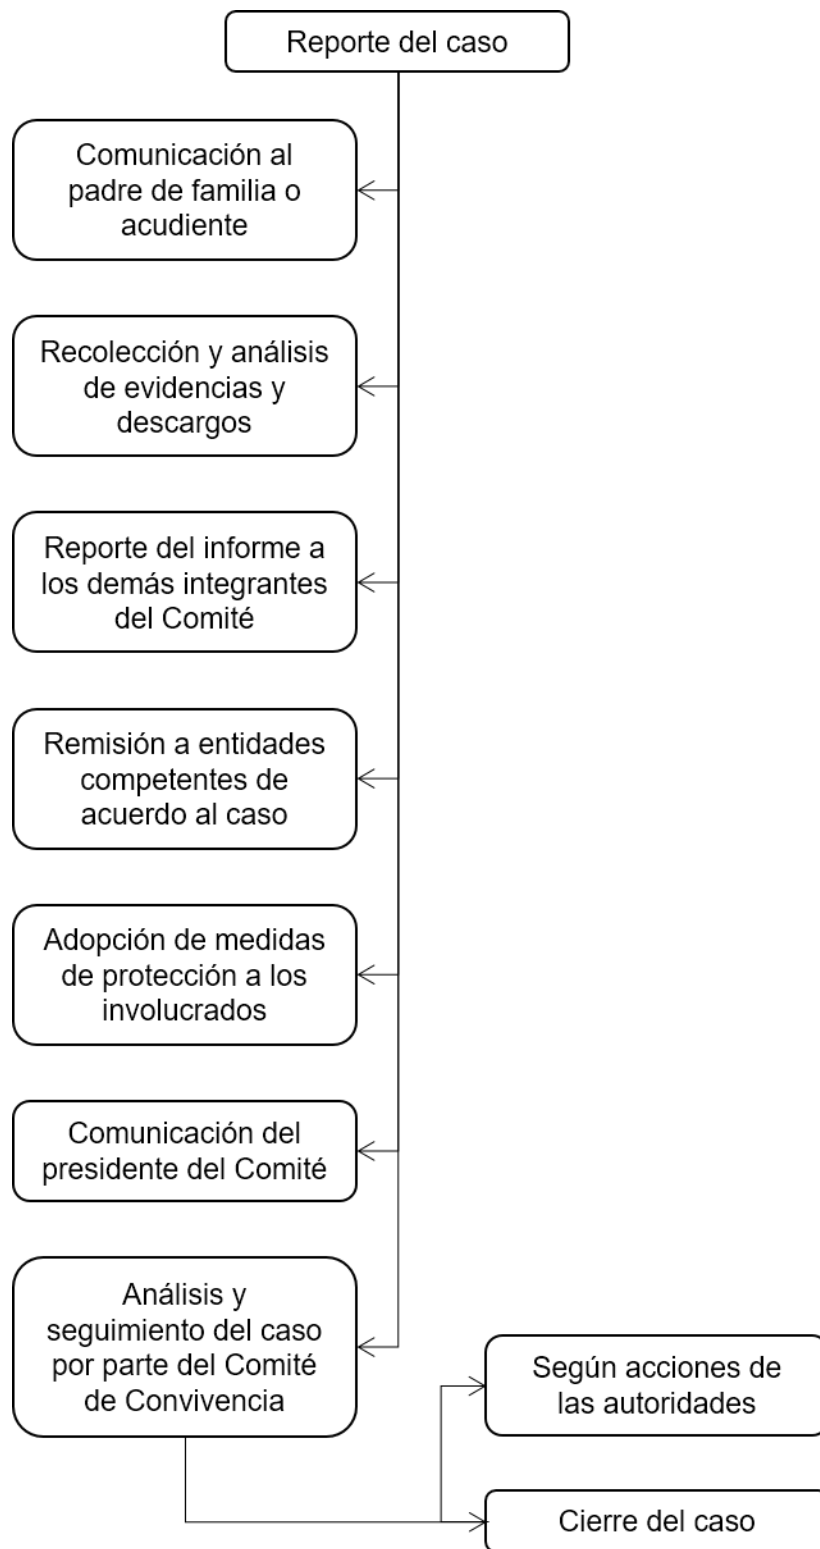 Reporte del caso
Comunicación al
padre de familia o
acudiente
Recolección y análisis
de evidencias y
descargos
Reporte del informe a
los demás integrantes
del Comité
Remisión a entidades
competentes de
acuerdo al caso
Adopción de medidas
de protección a los
involucrados
Comunicación del
presidente del Comité
Análisis y
seguimiento del caso
por parte del Comité
de Convivencia
Según acciones de
las autoridades
Cierre del caso